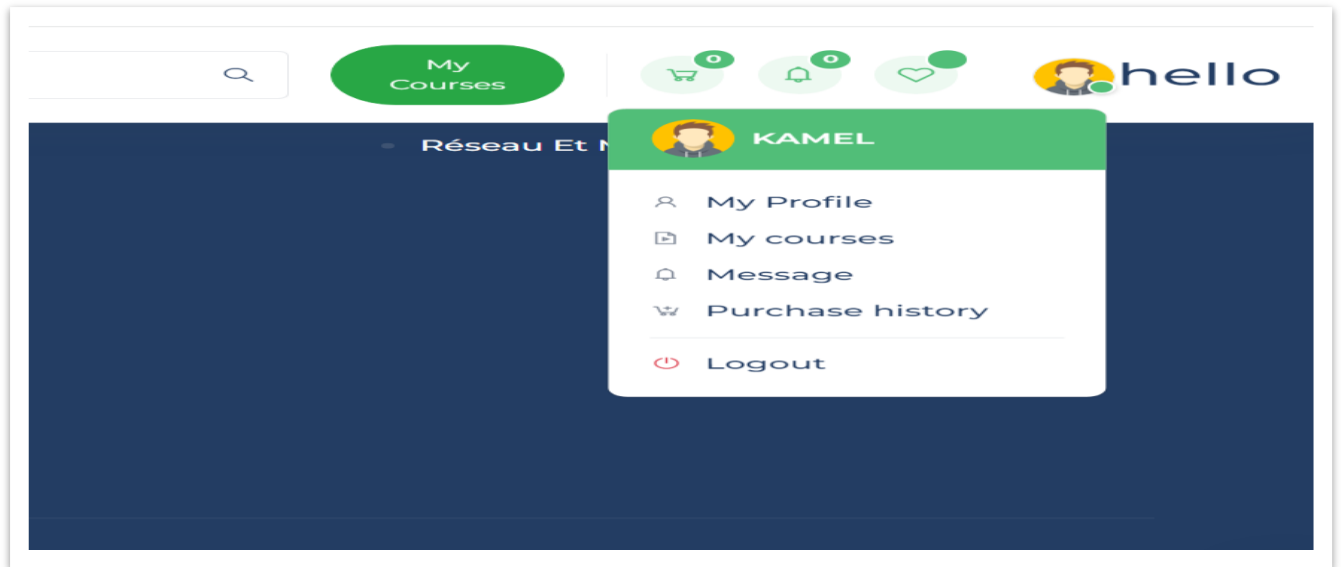 My
Courses
0
0
hello
Réseau Et
KAMEL
My Profile
My courses
Message
Purchase history
Logout